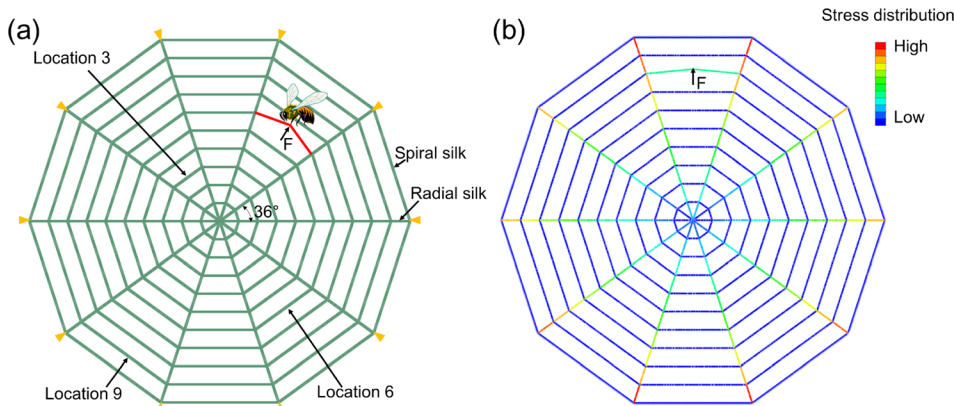 (a)
Location 3
F
Spiral silk
Radial silk
36°
Location 9
Location 6
(b)
Stress distribution
High
Low
F